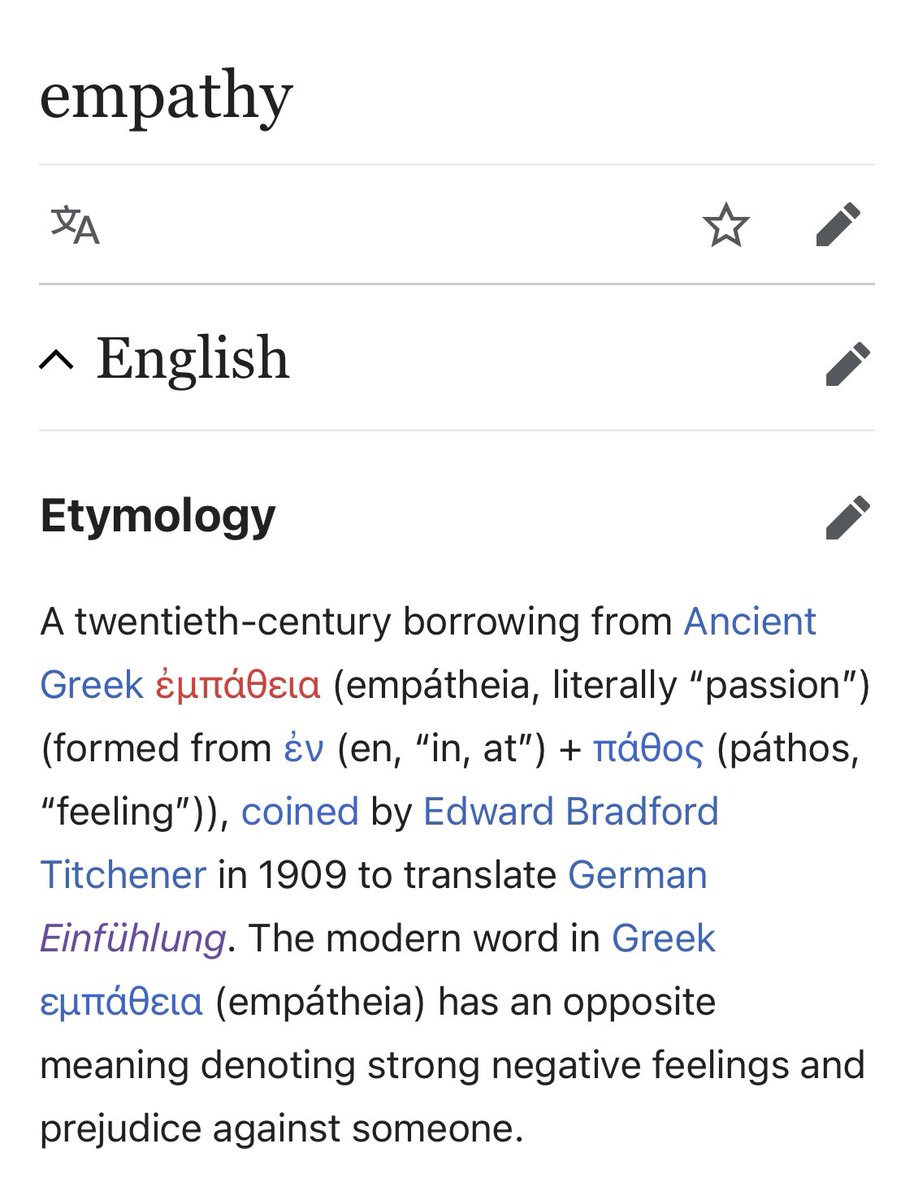 empathy
文A
English
Etymology
A twentieth-century borrowing from Ancient
Greek ἐμπάθεια (empátheia, literally “passion”)
(formed from ἐν (en, “in, at”) + πάθος (páthos,
“feeling”)), coined by Edward Bradford
Titchener in 1909 to translate German
Einfühlung. The modern word in Greek
εμπάθεια (empátheia) has an opposite
meaning denoting strong negative feelings and
prejudice against someone.